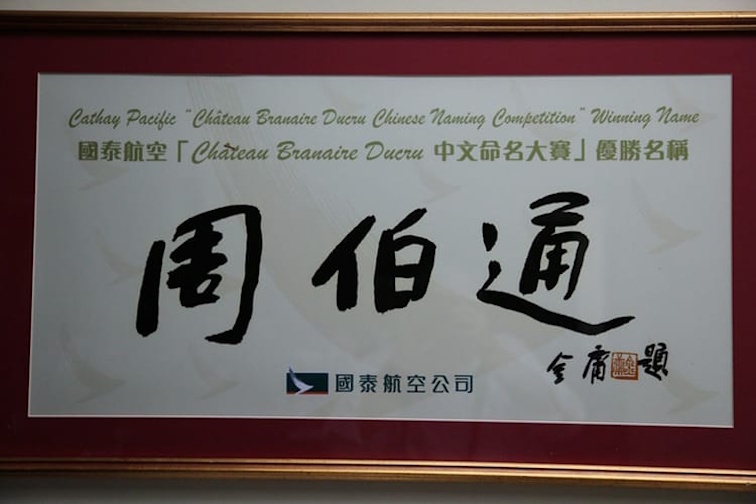 Cathay Pacific "Château Branaire Ducru Chinese Naming Competition" Winning Name
國泰航空「Château Branaire Ducru 中文命名大賽」優勝名稱
周伯通
金庸 題
國泰航空公司